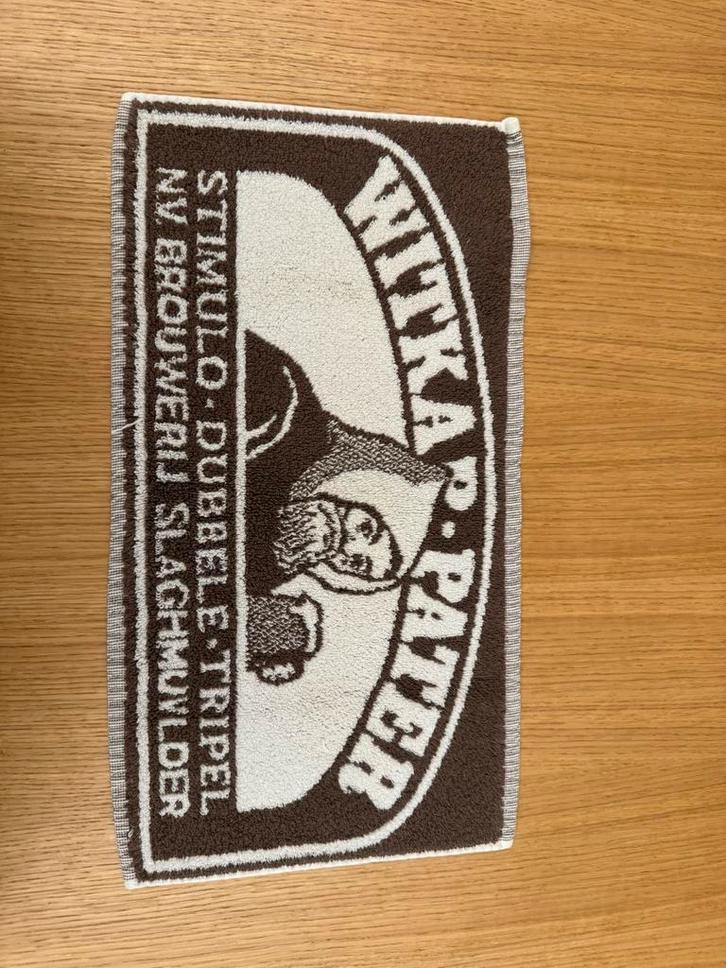 WITKAP · PATER
STIMULO · DUBBELE · TRIPEL
NV BROUWERIJ SLAGHMUYLDER